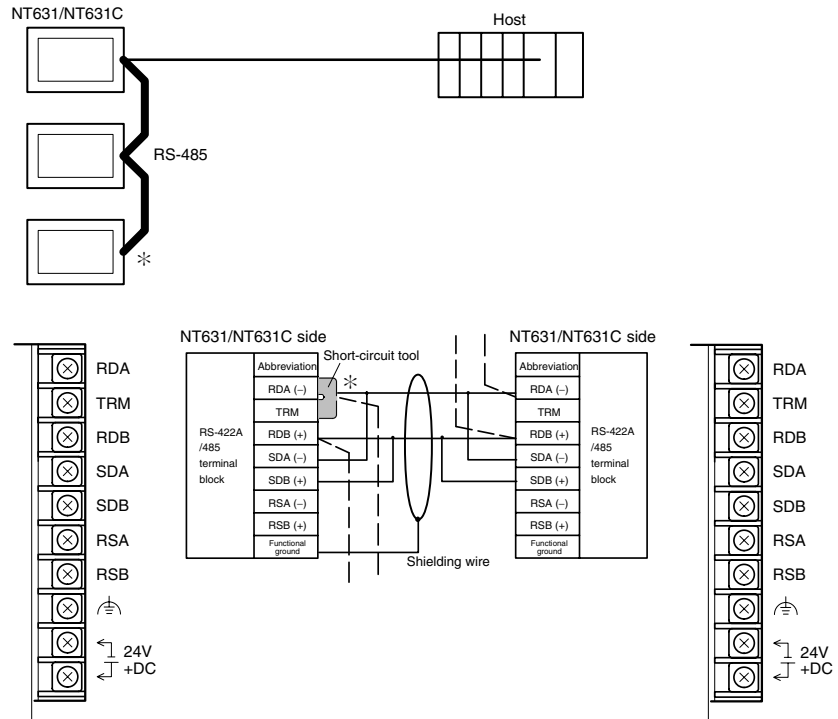 NT631/NT631C
Host
RS-485
*
NT631/NT631C side
NT631/NT631C side
Short-circuit tool
*
Abbreviation
RDA (–)
TRM
RDB (+)
SDA (–)
SDB (+)
RSA (–)
RSB (+)
Functional
ground
RS-422A
/485
terminal
block
Shielding wire
Abbreviation
RDA (–)
TRM
RDB (+)
SDA (–)
SDB (+)
RSA (–)
RSB (+)
Functional
ground
RS-422A
/485
terminal
block
RDA
TRM
RDB
SDA
SDB
RSA
RSB
24V
+DC
RDA
TRM
RDB
SDA
SDB
RSA
RSB
24V
+DC